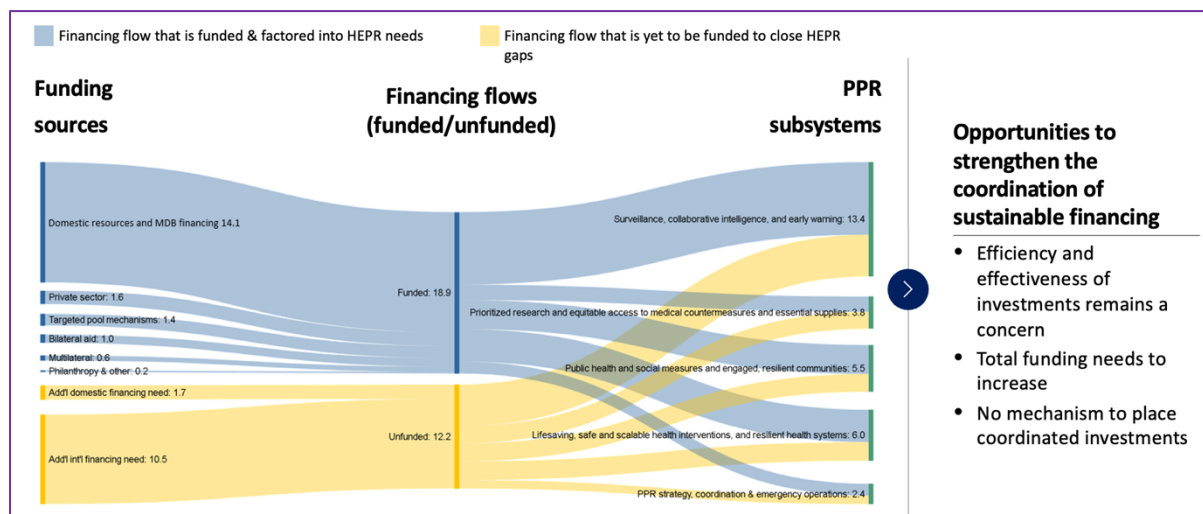 Financing flow that is funded & factored into HEPR needs
Financing flow that is yet to be funded to close HEPR
gaps
Funding
sources
Financing flows
(funded/unfunded)
PPR
subsystems
Domestic resources and MDB financing 14.1
Private sector: 1.6
Targeted pool mechanisms: 1.4
Bilateral aid: 1.0
Multilateral: 0.6
Philanthropy & other: 0.2
Add'l domestic financing need: 1.7
Add'l int'l financing need: 10.5
Funded: 18.9
Unfunded: 12.2
Surveillance, collaborative intelligence, and early warning: 13.4
Prioritized research and equitable access to medical countermeasures and essential supplies: 3.8
Public health and social measures and engaged, resilient communities: 5.5
Lifesaving, safe and scalable health interventions, and resilient health systems: 6.0
PPR strategy, coordination & emergency operations: 2.4
Opportunities to
strengthen the
coordination of
sustainable financing
• Efficiency and
effectiveness of
investments remains a
concern
• Total funding needs to
increase
• No mechanism to place
coordinated investments